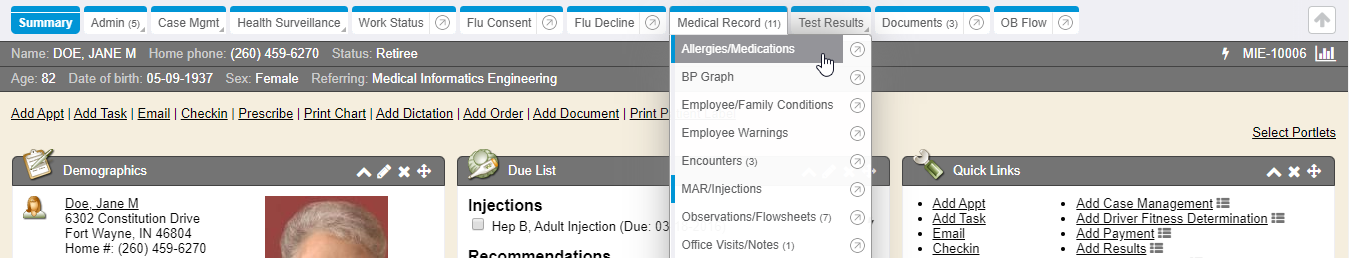 Summary Admin (5) Case Mgmt Health Surveillance Work Status Flu Consent Flu Decline Medical Record (11) Test Results Documents (3) OB Flow
Name: DOE, JANE M Home phone: (260) 459-6270 Status: Retiree MIE-10006
Age: 82 Date of birth: 05-09-1937 Sex: Female Referring: Medical Informatics Engineering
Allergies/Medications
BP Graph
Employee/Family Conditions
Employee Warnings
Encounters (3)
MAR/Injections
Observations/Flowsheets (7)
Office Visits/Notes (1)
Add Appt | Add Task | Email | Checkin | Prescribe | Print Chart | Add Dictation | Add Order | Add Document | Print
Select Portlets
Demographics
Doe, Jane M
6302 Constitution Drive
Fort Wayne, IN 46804
Home #: (260) 459-6270
Due List
Injections
Hep B, Adult Injection (Due:
Recommendations
Quick Links
Add Appt
Add Task
Email
Checkin
Add Case Management
Add Driver Fitness Determination
Add Payment
Add Results